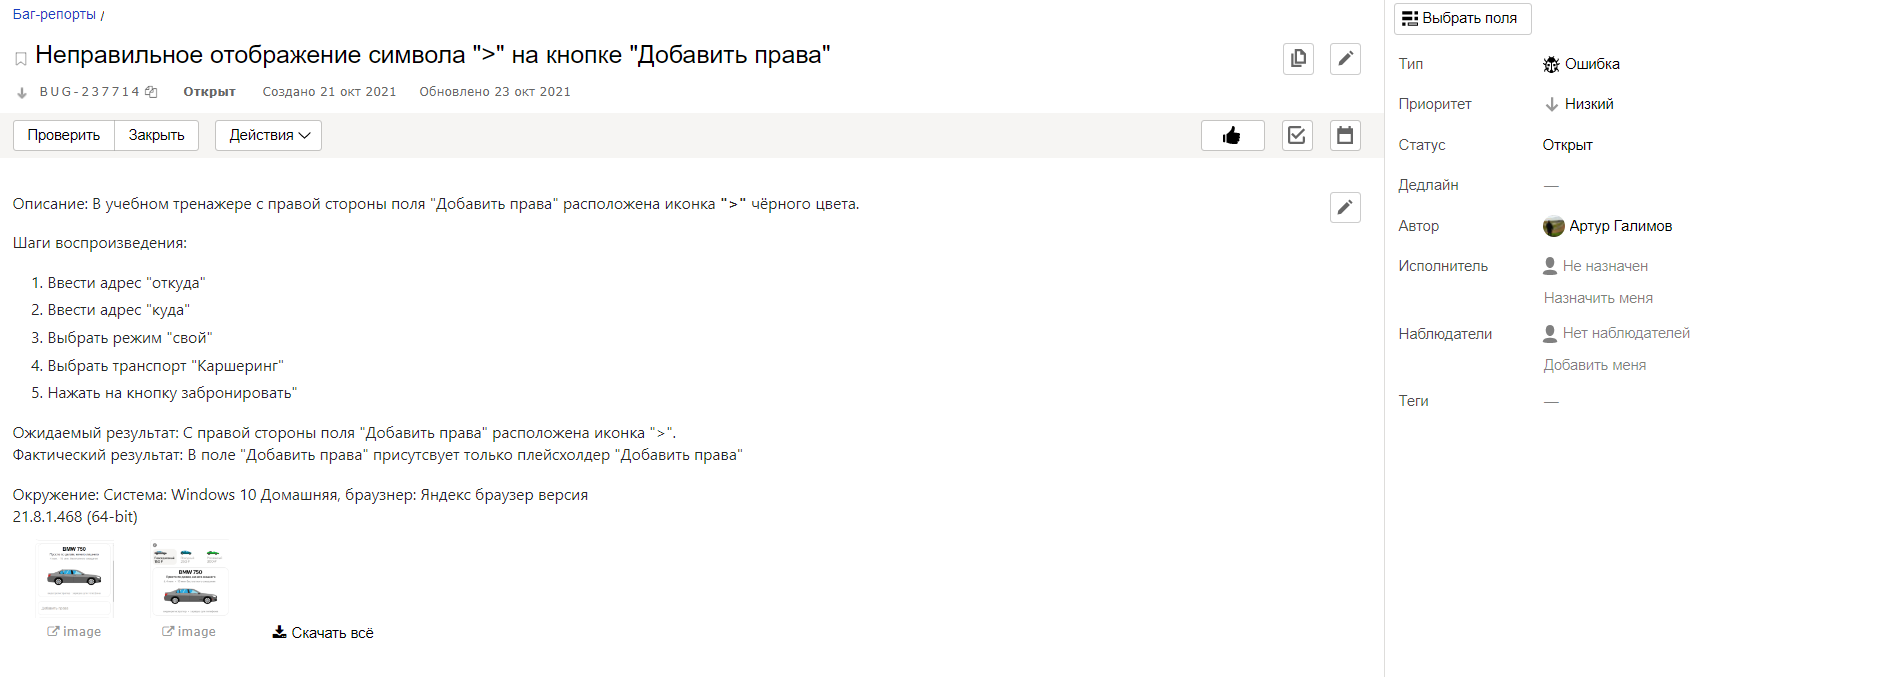 Баг-репорты /
Неправильное отображение символа ">" на кнопке "Добавить права"
BUG-237714 Открыт Создано 21 окт 2021 Обновлено 23 окт 2021
Проверить Закрыть Действия
Описание: В учебном тренажере с правой стороны поля "Добавить права" расположена иконка ">" чёрного цвета.
Шаги воспроизведения:
1. Ввести адрес "откуда"
2. Ввести адрес "куда"
3. Выбрать режим "свой"
4. Выбрать транспорт "Каршеринг"
5. Нажать на кнопку забронировать"
Ожидаемый результат: С правой стороны поля "Добавить права" расположена иконка ">".
Фактический результат: В поле "Добавить права" присутсвует только плейсхолдер "Добавить права"
Окружение: Система: Windows 10 Домашняя, браузнер: Яндекс браузер версия
21.8.1.468 (64-bit)
BMW 750
BMW 750
image
image
Скачать всё
Выбрать поля
Тип Ошибка
Приоритет Низкий
Статус Открыт
Дедлайн —
Автор Артур Галимов
Исполнитель Не назначен
Назначить меня
Наблюдатели Нет наблюдателей
Добавить меня
Теги —